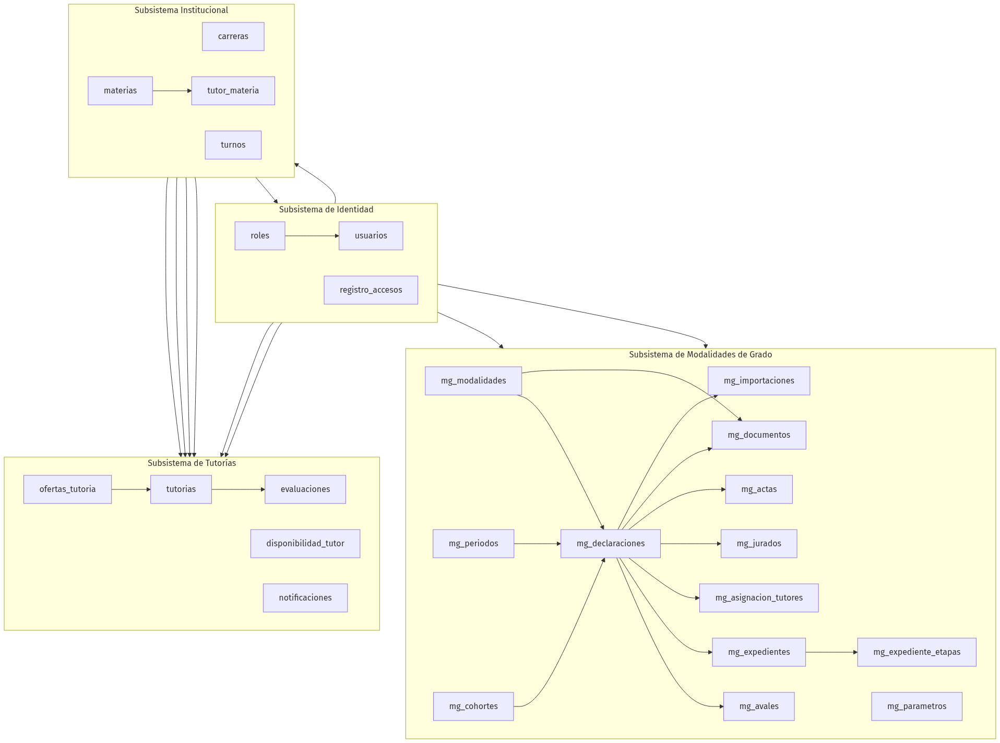 Subsistema Institucional
carreras
materias
tutor_materia
turnos
Subsistema de Identidad
roles
usuarios
registro_accesos
Subsistema de Modalidades de Grado
mg_modalidades
mg_importaciones
mg_documentos
mg_actas
mg_periodos
mg_declaraciones
mg_jurados
mg_asignacion_tutores
mg_expedientes
mg_expediente_etapas
mg_cohortes
mg_avales
mg_parametros
Subsistema de Tutorías
ofertas_tutoria
tutorias
evaluaciones
disponibilidad_tutor
notificaciones